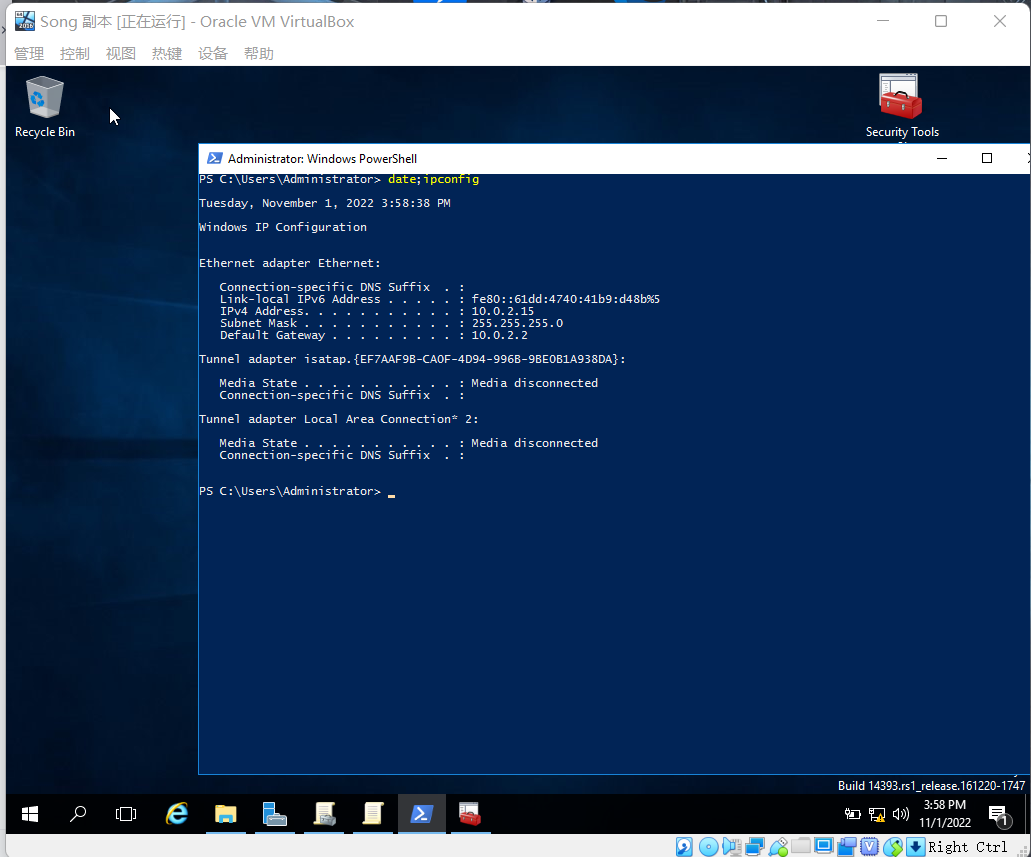 Song 副本 [正在运行] - Oracle VM VirtualBox
管理 控制 视图 热键 设备 帮助
Recycle Bin
Security Tools
Administrator: Windows PowerShell
PS C:\Users\Administrator> date;ipconfig
Tuesday, November 1, 2022 3:58:38 PM
Windows IP Configuration
Ethernet adapter Ethernet:
Connection-specific DNS Suffix . :
Link-local IPv6 Address . . . . . : fe80::61dd:4740:41b9:d48b%5
IPv4 Address. . . . . . . . . . . : 10.0.2.15
Subnet Mask . . . . . . . . . . . : 255.255.255.0
Default Gateway . . . . . . . . . : 10.0.2.2
Tunnel adapter isatap.{EF7AAF9B-CA0F-4D94-996B-9BE0B1A938DA}:
Media State . . . . . . . . . . . : Media disconnected
Connection-specific DNS Suffix . :
Tunnel adapter Local Area Connection* 2:
Media State . . . . . . . . . . . : Media disconnected
Connection-specific DNS Suffix . :
PS C:\Users\Administrator>
Build 14393.rs1_release.161220-1747
3:58 PM
11/1/2022
1
Right Ctrl